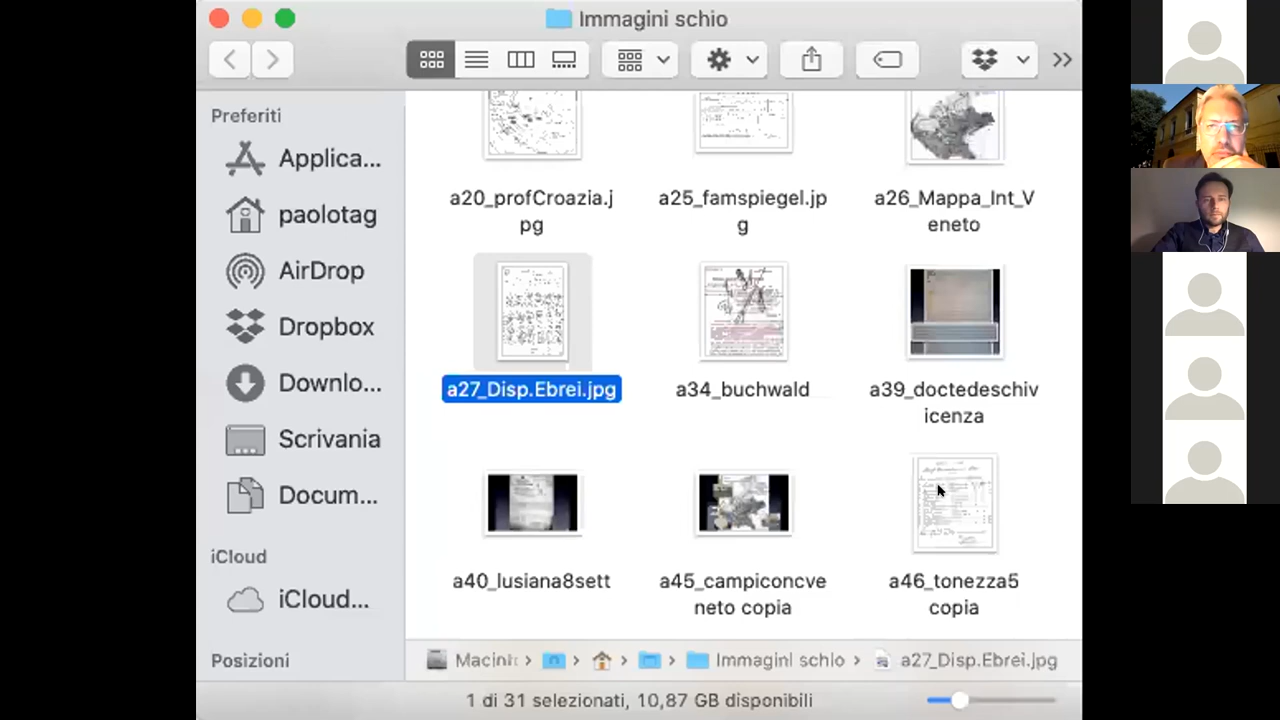 Immagini schio
Preferiti
Applica...
paolotag
AirDrop
Dropbox
Downlo...
Scrivania
Docum...
iCloud
iCloud...
Posizioni
a20_profCroazia.j
pg
a25_famspiegel.jp
g
a26_Mappa_Int_V
eneto
a27_Disp.Ebrei.jpg
a34_buchwald
a39_doctedeschiv
icenza
a40_lusiana8sett
a45_campiconcve
neto copia
a46_tonezza5
copia
Immagini schio
a27_Disp.Ebrei.jpg
1 di 31 selezionati, 10,87 GB disponibili